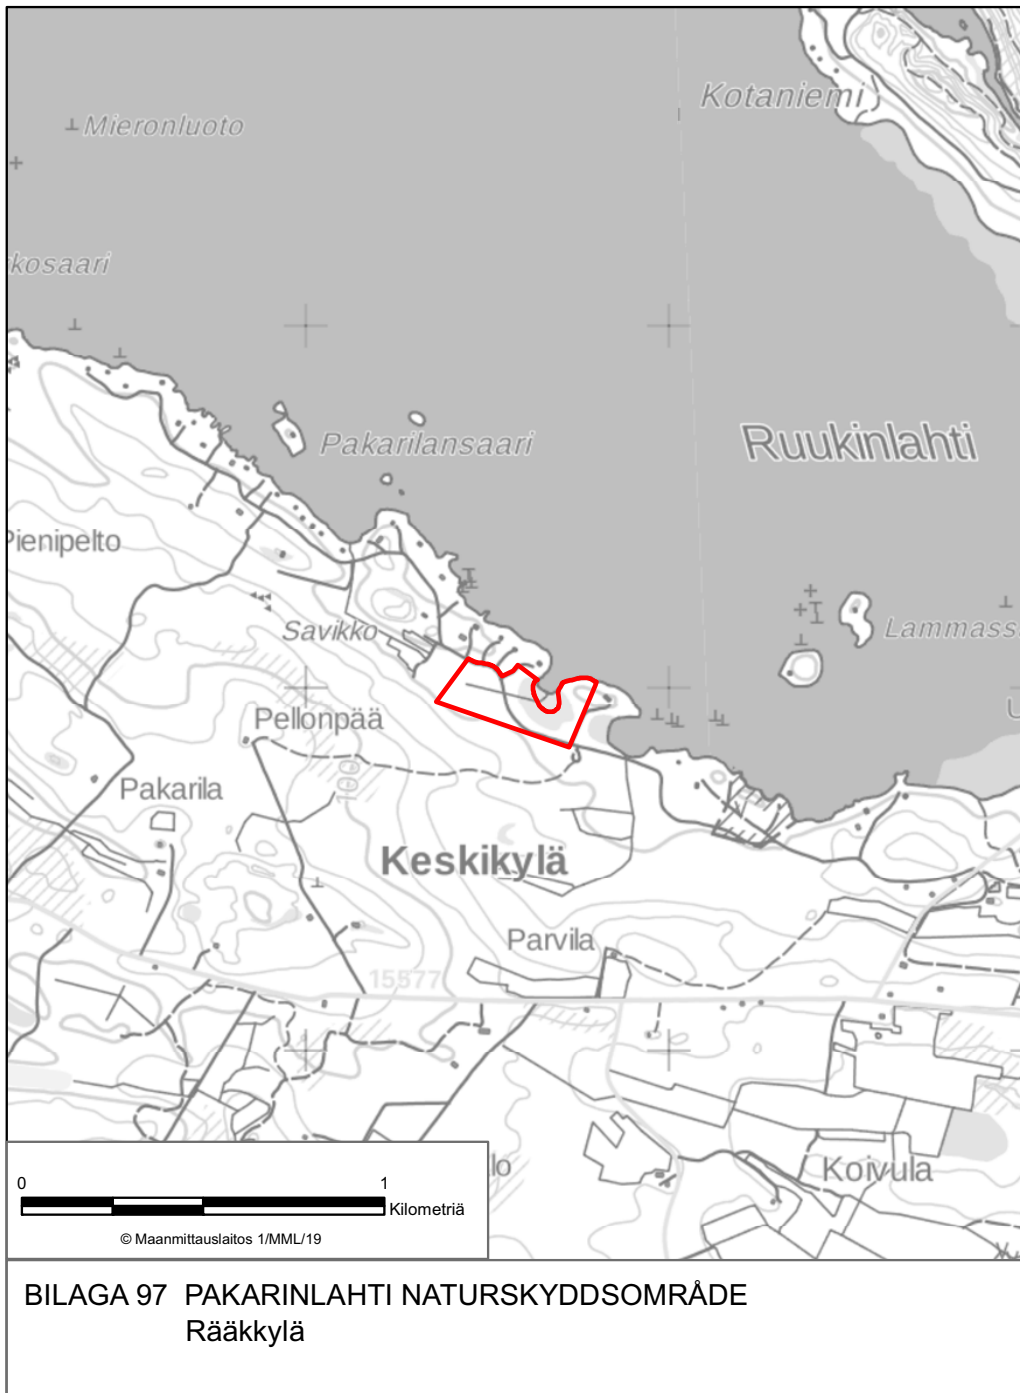 Kotaniemi
Mieronluoto
kosaari
Pakarilansaari
Ruukinlahti
Pienipelto
Savikko
Lammass
U
Pellonpää
100
Pakarila
Keskikylä
Parvila
15577
lo
Koivula
0 1
Kilometriä
© Maanmittauslaitos 1/MML/19
BILAGA 97 PAKARINLAHTI NATURSKYDDSOMRÅDE
Rääkkylä